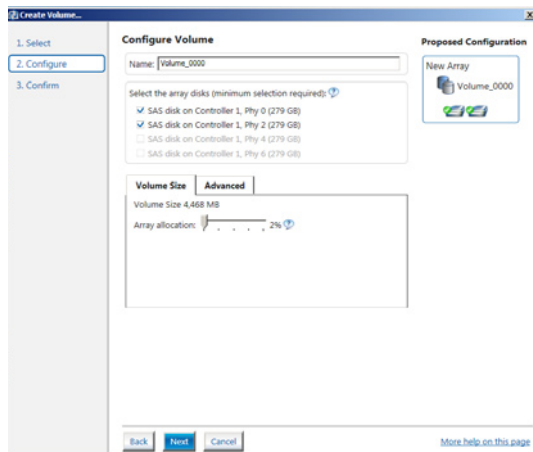 Create Volume...
X
1. Select
2. Configure
3. Confirm
Configure Volume
Name: Volume_0000
Select the array disks (minimum selection required): ?
SAS disk on Controller 1, Phy 0 (279 GB)
SAS disk on Controller 1, Phy 2 (279 GB)
SAS disk on Controller 1, Phy 4 (279 GB)
SAS disk on Controller 1, Phy 6 (279 GB)
Volume Size Advanced
Volume Size 4,468 MB
Array allocation: 2% ?
Proposed Configuration
New Array
Volume_0000
Back Next Cancel
More help on this page